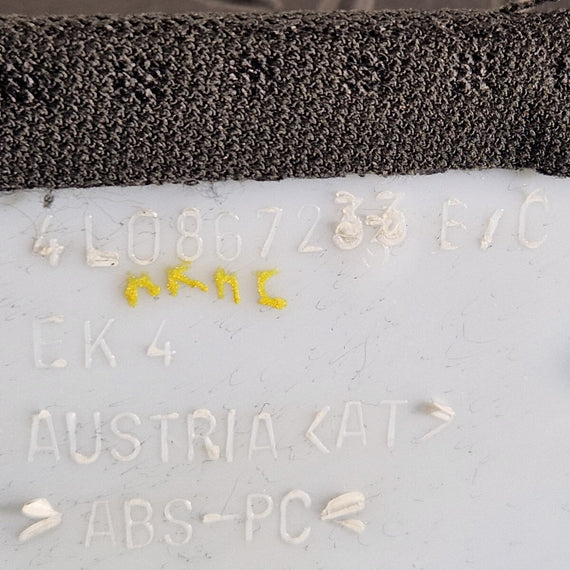 4L0867233 E/C
EK 4
AUSTRIA <AT>
>ABS-PC<